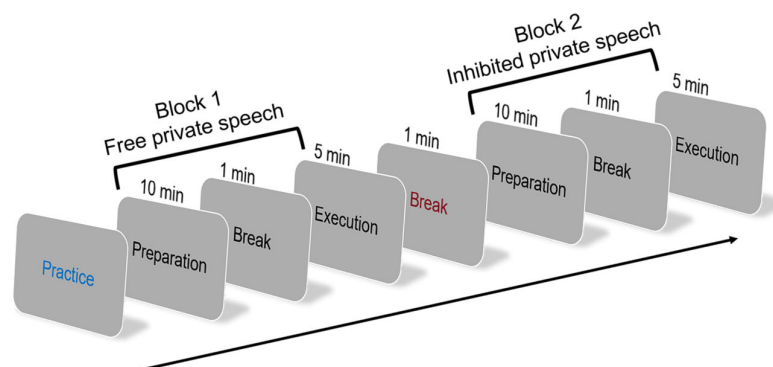 Block 1
Free private speech
Block 2
Inhibited private speech
Practice
10 min
Preparation
1 min
Break
5 min
Execution
1 min
Break
10 min
Preparation
1 min
Break
5 min
Execution